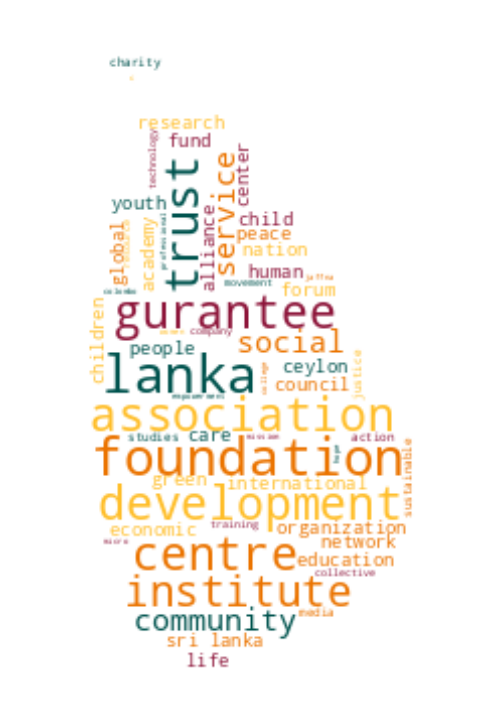 charity
research
technology
fund
trust
service
center
youth
child
professional
alliance.
global
resource
academy
peace
nation
human
jaffna
movement
forum
colombo
gurantee
children
company
social
people
lanka
ceylon
college
council
justice
empowerment
association
studies
care
mission
action
foundation
hope
sustainable
green
international
development
economic
training
organization
network
micro
centre
education
collective
institute
media
community
sri lanka
life